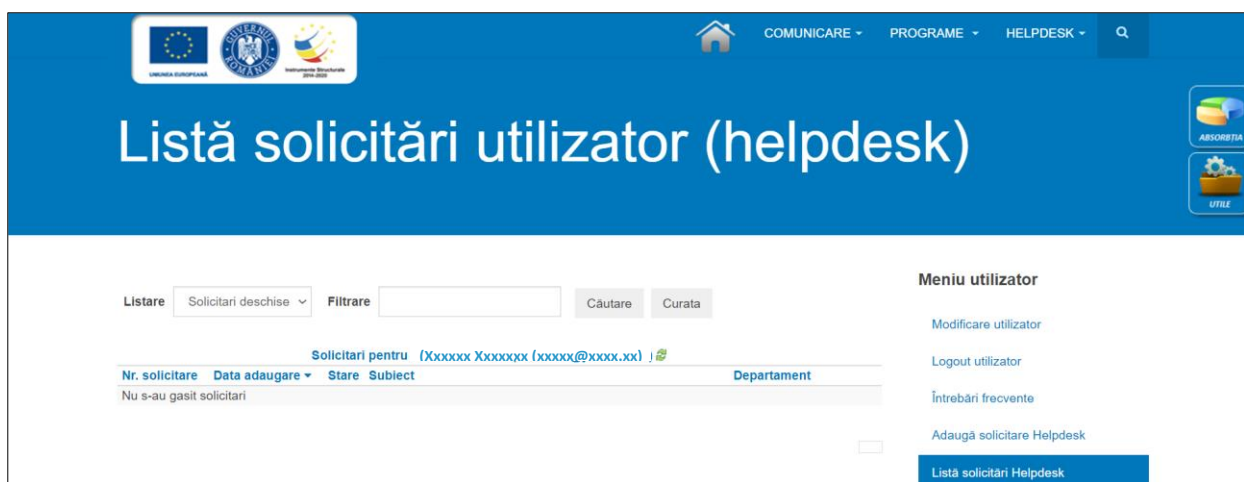 UNIUNEA EUROPEANĂ
GUVERNUL ROMÂNIEI
Instrumente Structurale
2014-2020
COMUNICARE
PROGRAME
HELPDESK
Listă solicitări utilizator (helpdesk)
ABSORBȚIA
UTILE
Listare Solicitari deschise Filtrare Căutare Curata
Solicitari pentru (Xxxxxx Xxxxxxx (xxxxx@xxxx.xx) )
Nr. solicitare Data adaugare Stare Subiect Departament
Nu s-au gasit solicitari
Meniu utilizator
Modificare utilizator
Logout utilizator
Întrebări frecvente
Adaugă solicitare Helpdesk
Listă solicitări Helpdesk